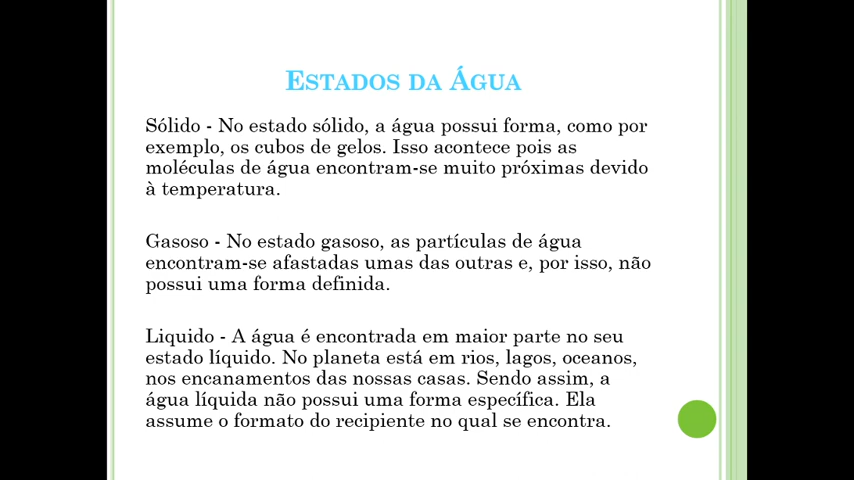 Estados da Água
Sólido - No estado sólido, a água possui forma, como por
exemplo, os cubos de gelos. Isso acontece pois as
moléculas de água encontram-se muito próximas devido
à temperatura.
Gasoso - No estado gasoso, as partículas de água
encontram-se afastadas umas das outras e, por isso, não
possui uma forma definida.
Liquido - A água é encontrada em maior parte no seu
estado líquido. No planeta está em rios, lagos, oceanos,
nos encanamentos das nossas casas. Sendo assim, a
água líquida não possui uma forma específica. Ela
assume o formato do recipiente no qual se encontra.